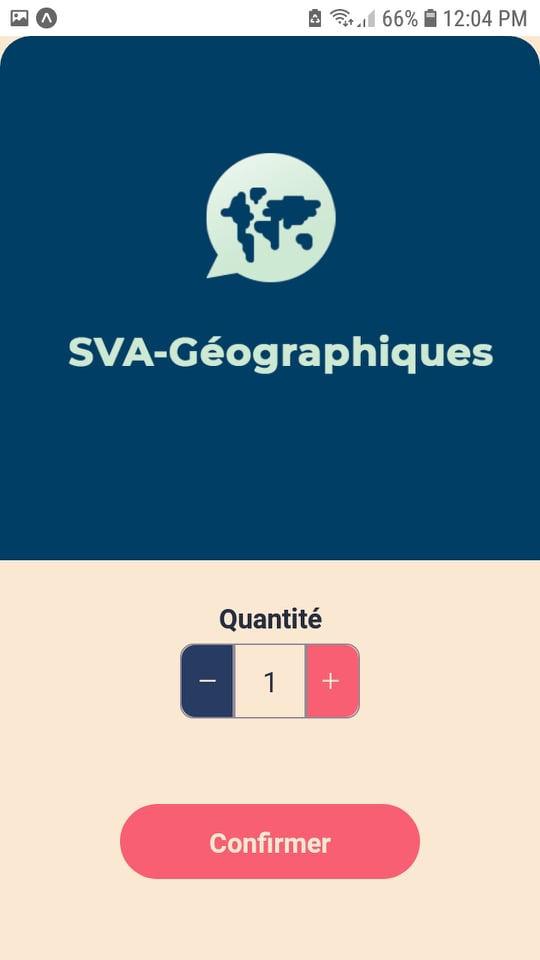 66% 12:04 PM
SVA-Géographiques
Quantité
− 1 +
Confirmer